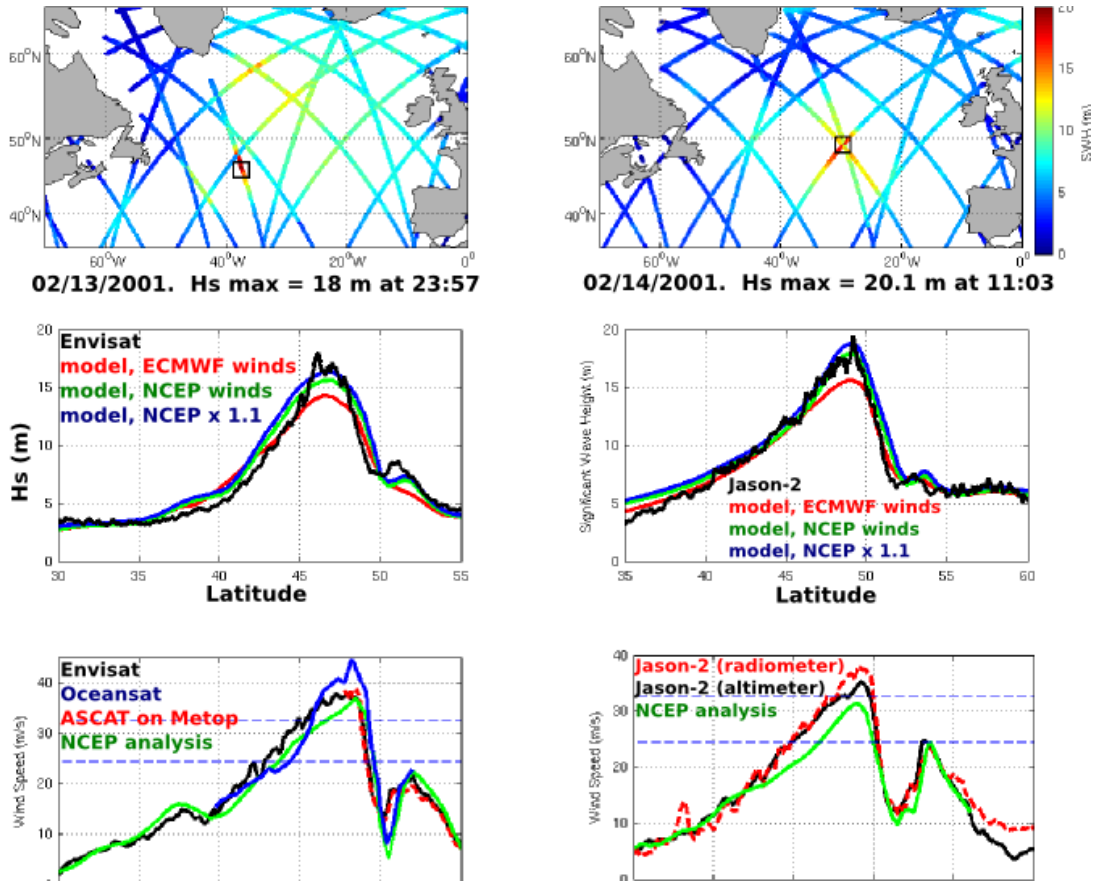 60°N
50°N
40°N
60°W 40°W 20°W 0°
02/13/2001. Hs max = 18 m at 23:57
60°N
50°N
40°N
60°W 40°W 20°W 0°
02/14/2001. Hs max = 20.1 m at 11:03
20
15
10
5
0
SWH (m)
20
15
10
5
0
Hs (m)
Envisat
model, ECMWF winds
model, NCEP winds
model, NCEP x 1.1
30 35 40 45 50 55
Latitude
20
15
10
5
0
Significant Wave Height (m)
Jason-2
model, ECMWF winds
model, NCEP winds
model, NCEP x 1.1
35 40 45 50 55 60
Latitude
40
30
20
10
0
Wind Speed (m/s)
Envisat
Oceansat
ASCAT on Metop
NCEP analysis
40
30
20
10
0
Wind Speed (m/s)
Jason-2 (radiometer)
Jason-2 (altimeter)
NCEP analysis